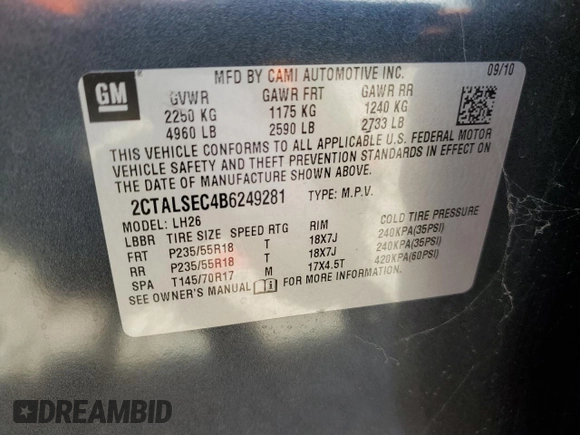 GM
MFD BY CAMI AUTOMOTIVE INC. 09/10
GVWR GAWR FRT GAWR RR
2250 KG 1175 KG 1240 KG
4960 LB 2590 LB 2733 LB
THIS VEHICLE CONFORMS TO ALL APPLICABLE U.S. FEDERAL MOTOR
VEHICLE SAFETY AND THEFT PREVENTION STANDARDS IN EFFECT ON
THE DATE OF MANUFACTURE SHOWN ABOVE.
2CTALSEC4B6249281 TYPE: M.P.V.
MODEL: LH26
LBBR TIRE SIZE SPEED RTG RIM COLD TIRE PRESSURE
FRT P235/55R18 T 18X7J 240KPA(35PSI)
RR P235/55R18 T 18X7J 240KPA(35PSI)
SPA T145/70R17 M 17X4.5T 420KPA(60PSI)
SEE OWNER'S MANUAL FOR MORE INFORMATION.
DREAMBID